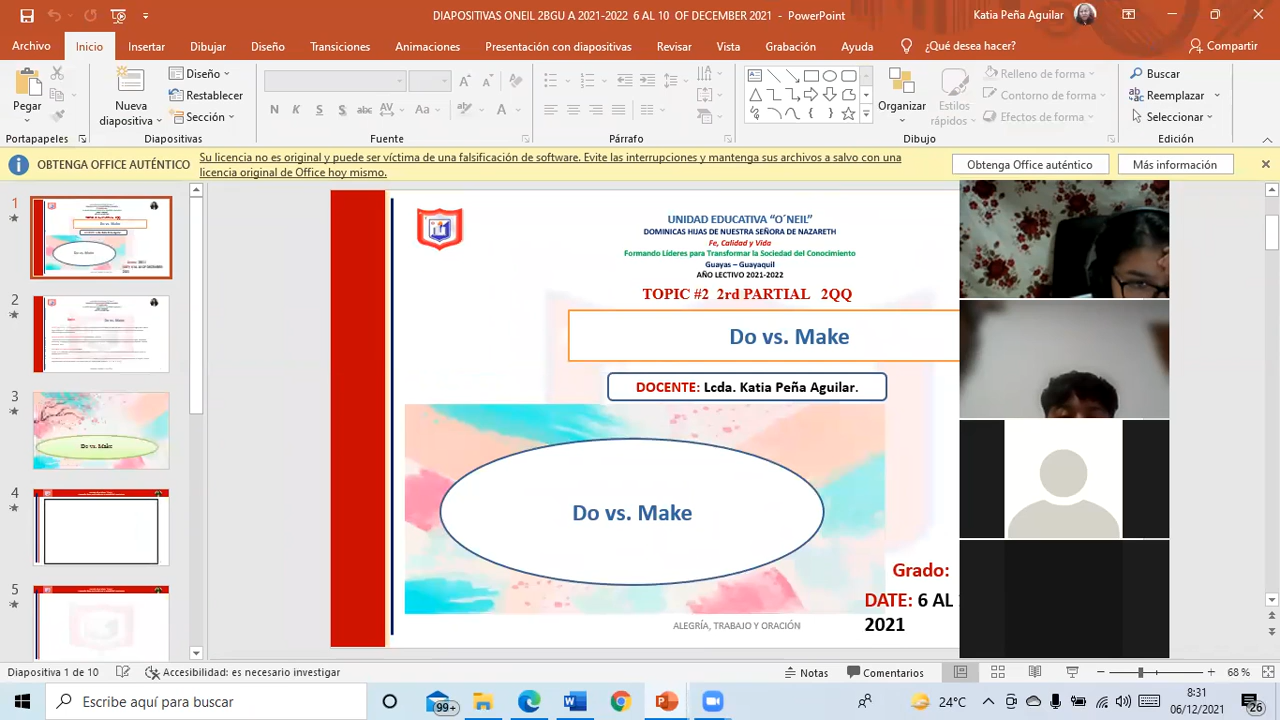 DIAPOSITIVAS ONEIL 2BGU A 2021-2022 6 AL 10 OF DECEMBER 2021 - PowerPoint
Katia Peña Aguilar
Archivo Inicio Insertar Dibujar Diseño Transiciones Animaciones Presentación con diapositivas Revisar Vista Grabación Ayuda ¿Qué desea hacer? Compartir
Pegar
Nueva diapositiva
Diseño
Restablecer
Sección
N K S S abc AV Aa A
Organizar
Estilos rápidos
Relleno de forma
Contorno de forma
Efectos de forma
Buscar
Reemplazar
Seleccionar
Portapapeles Diapositivas Fuente Párrafo Dibujo Edición
OBTENGA OFFICE AUTÉNTICO
Su licencia no es original y puede ser víctima de una falsificación de software. Evite las interrupciones y mantenga sus archivos a salvo con una
licencia original de Office hoy mismo.
Obtenga Office auténtico
Más información
1
2
3
Do vs. Make
4
5
UNIDAD EDUCATIVA “O´NEIL”
DOMINICAS HIJAS DE NUESTRA SEÑORA DE NAZARETH
Fe, Calidad y Vida
Formando Líderes para Transformar la Sociedad del Conocimiento
Guayas – Guayaquil
AÑO LECTIVO 2021-2022
TOPIC #2 2rd PARTIAL 2QQ
Do vs. Make
DOCENTE: Lcda. Katia Peña Aguilar.
Do vs. Make
Grado:
DATE: 6 AL
2021
ALEGRÍA, TRABAJO Y ORACIÓN
Diapositiva 1 de 10
Accesibilidad: es necesario investigar
Notas
Comentarios
68 %
Escribe aquí para buscar
99+
24°C
8:31
06/12/2021
26